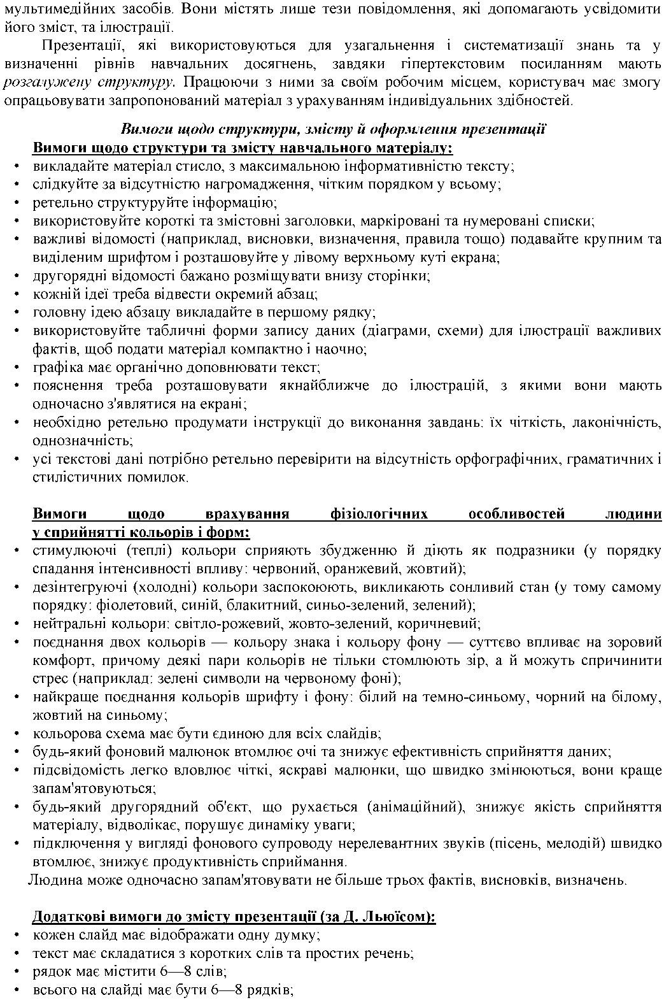 мультимедійних засобів. Вони містять лише тези повідомлення, які допомагають усвідомити
його зміст, та ілюстрації.
Презентації, які використовуються для узагальнення і систематизації знань та у
визначенні рівнів навчальних досягнень, завдяки гіпертекстовим посиланням мають
розгалужену структуру. Працюючи з ними за своїм робочим місцем, користувач має змогу
опрацьовувати запропонований матеріал з урахуванням індивідуальних здібностей.
Вимоги щодо структури, змісту й оформлення презентації
Вимоги щодо структури та змісту навчального матеріалу:
• викладайте матеріал стисло, з максимальною інформативністю тексту;
• слідкуйте за відсутністю нагромадження, чітким порядком у всьому;
• ретельно структуруйте інформацію;
• використовуйте короткі та змістовні заголовки, маркіровані та нумеровані списки;
• важливі відомості (наприклад, висновки, визначення, правила тощо) подавайте крупним та
виділеним шрифтом і розташовуйте у лівому верхньому куті екрана;
• другорядні відомості бажано розміщувати внизу сторінки;
• кожній ідеї треба відвести окремий абзац;
• головну ідею абзацу викладайте в першому рядку;
• використовуйте табличні форми запису даних (діаграми, схеми) для ілюстрації важливих
фактів, щоб подати матеріал компактно і наочно;
• графіка має органічно доповнювати текст;
• пояснення треба розташовувати якнайближче до ілюстрацій, з якими вони мають
одночасно з'являтися на екрані;
• необхідно ретельно продумати інструкції до виконання завдань: їх чіткість, лаконічність,
однозначність;
• усі текстові дані потрібно ретельно перевірити на відсутність орфографічних, граматичних і
стилістичних помилок.
Вимоги щодо врахування фізіологічних особливостей людини
у сприйнятті кольорів і форм:
• стимулюючі (теплі) кольори сприяють збудженню й діють як подразники (у порядку
спадання інтенсивності впливу: червоний, оранжевий, жовтий);
• дезінтегруючі (холодні) кольори заспокоюють, викликають сонливий стан (у тому самому
порядку: фіолетовий, синій, блакитний, синьо-зелений, зелений);
• нейтральні кольори: світло-рожевий, жовто-зелений, коричневий;
• поєднання двох кольорів — кольору знака і кольору фону — суттєво впливає на зоровий
комфорт, причому деякі пари кольорів не тільки стомлюють зір, а й можуть спричинити
стрес (наприклад: зелені символи на червоному фоні);
• найкраще поєднання кольорів шрифту і фону: білий на темно-синьому, чорний на білому,
жовтий на синьому;
• кольорова схема має бути єдиною для всіх слайдів;
• будь-який фоновий малюнок втомлює очі та знижує ефективність сприйняття даних;
• підсвідомість легко вловлює чіткі, яскраві малюнки, що швидко змінюються, вони краще
запам'ятовуються;
• будь-який другорядний об'єкт, що рухається (анімаційний), знижує якість сприйняття
матеріалу, відволікає, порушує динаміку уваги;
• підключення у вигляді фонового супроводу нерелевантних звуків (пісень, мелодій) швидко
втомлює, знижує продуктивність сприймання.
Людина може одночасно запам'ятовувати не більше трьох фактів, висновків, визначень.
Додаткові вимоги до змісту презентації (за Д. Льюїсом):
• кожен слайд має відображати одну думку;
• текст має складатися з коротких слів та простих речень;
• рядок має містити 6—8 слів;
• всього на слайді має бути 6—8 рядків;